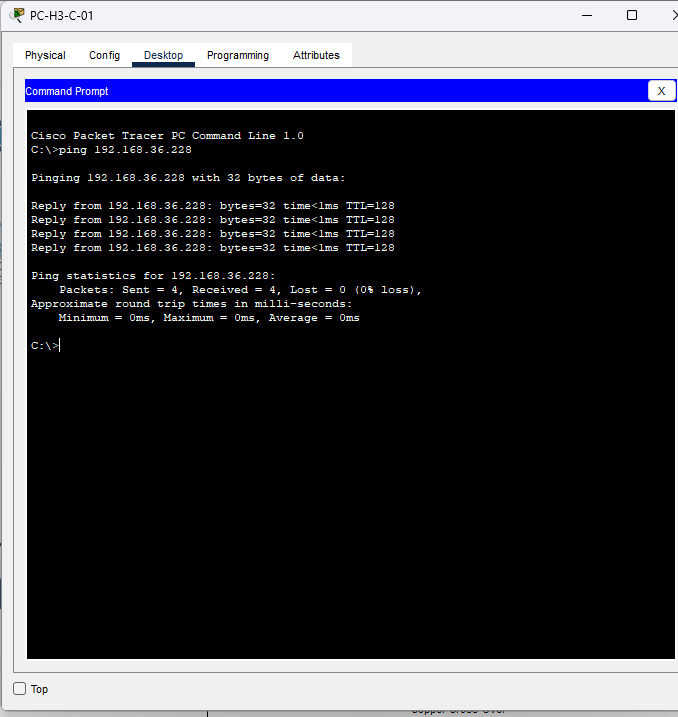 PC-H3-C-01
Physical Config Desktop Programming Attributes
Command Prompt X
Cisco Packet Tracer PC Command Line 1.0
C:\>ping 192.168.36.228
Pinging 192.168.36.228 with 32 bytes of data:
Reply from 192.168.36.228: bytes=32 time<1ms TTL=128
Reply from 192.168.36.228: bytes=32 time<1ms TTL=128
Reply from 192.168.36.228: bytes=32 time<1ms TTL=128
Reply from 192.168.36.228: bytes=32 time<1ms TTL=128
Ping statistics for 192.168.36.228:
Packets: Sent = 4, Received = 4, Lost = 0 (0% loss),
Approximate round trip times in milli-seconds:
Minimum = 0ms, Maximum = 0ms, Average = 0ms
C:\>
Top